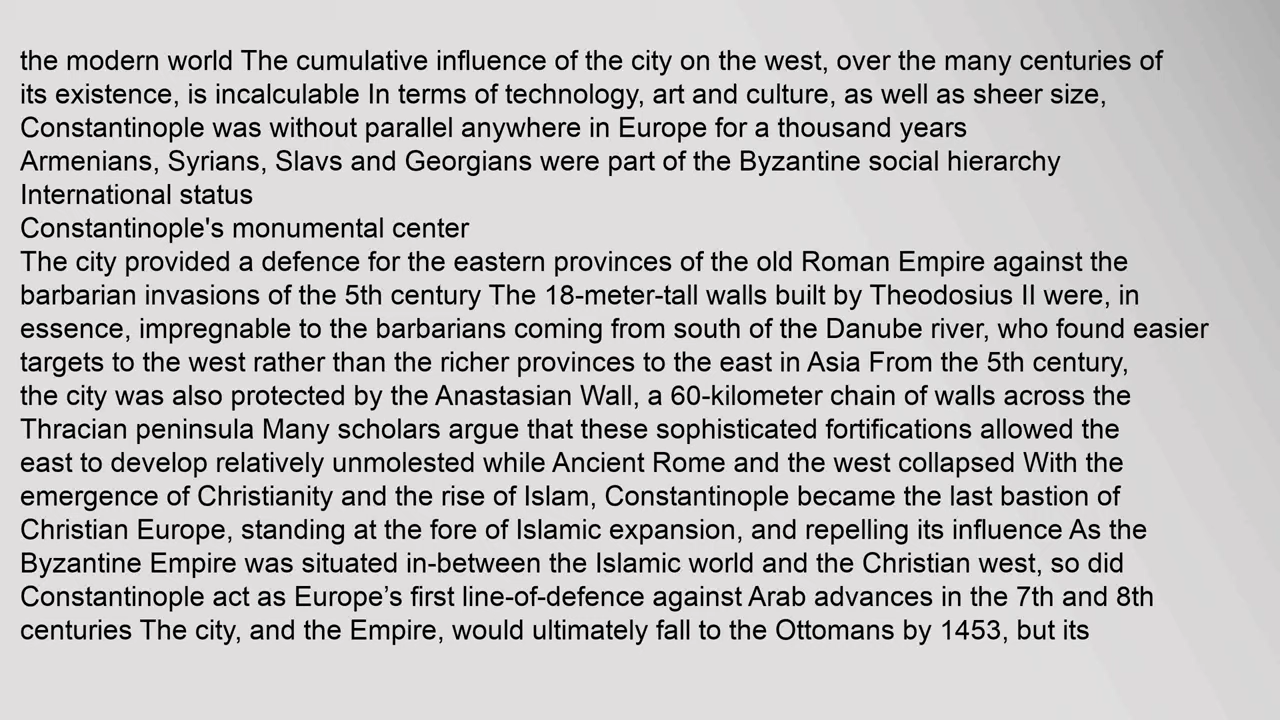 the modern world The cumulative influence of the city on the west, over the many centuries of
its existence, is incalculable In terms of technology, art and culture, as well as sheer size,
Constantinople was without parallel anywhere in Europe for a thousand years
Armenians, Syrians, Slavs and Georgians were part of the Byzantine social hierarchy
International status
Constantinople's monumental center
The city provided a defence for the eastern provinces of the old Roman Empire against the
barbarian invasions of the 5th century The 18-meter-tall walls built by Theodosius II were, in
essence, impregnable to the barbarians coming from south of the Danube river, who found easier
targets to the west rather than the richer provinces to the east in Asia From the 5th century,
the city was also protected by the Anastasian Wall, a 60-kilometer chain of walls across the
Thracian peninsula Many scholars argue that these sophisticated fortifications allowed the
east to develop relatively unmolested while Ancient Rome and the west collapsed With the
emergence of Christianity and the rise of Islam, Constantinople became the last bastion of
Christian Europe, standing at the fore of Islamic expansion, and repelling its influence As the
Byzantine Empire was situated in-between the Islamic world and the Christian west, so did
Constantinople act as Europe’s first line-of-defence against Arab advances in the 7th and 8th
centuries The city, and the Empire, would ultimately fall to the Ottomans by 1453, but its